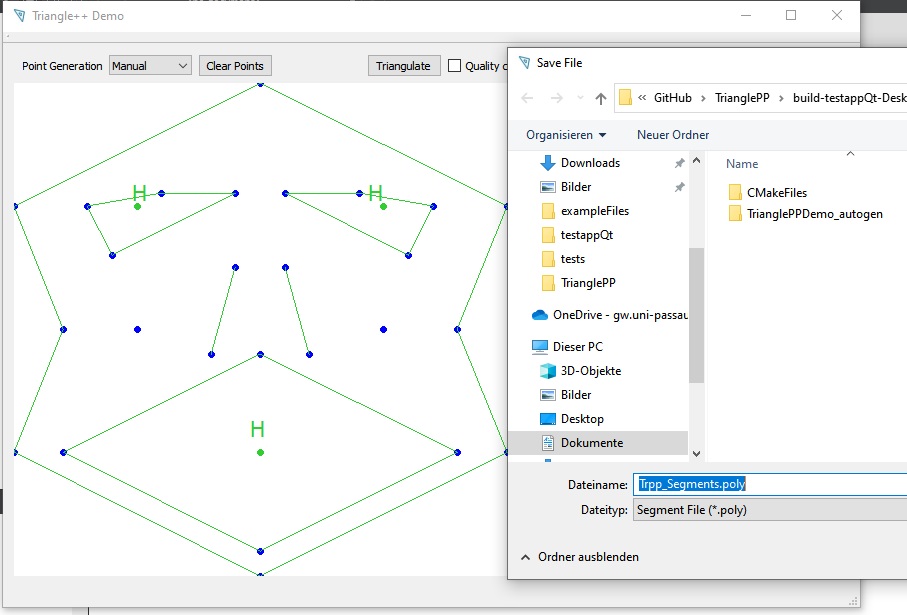 Triangle++ Demo
Point Generation
Manual
Clear Points
Triangulate
Quality
H
H
H
Save File
« GitHub › TrianglePP › build-testappQt-Desk
Organisieren
Neuer Ordner
Downloads
Bilder
exampleFiles
testappQt
tests
TrianglePP
OneDrive - gw.uni-passau
Dieser PC
3D-Objekte
Bilder
Desktop
Dokumente
Name
CMakeFiles
TrianglePPDemo_autogen
Dateiname: Trpp_Segments.poly
Dateityp: Segment File (*.poly)
Ordner ausblenden